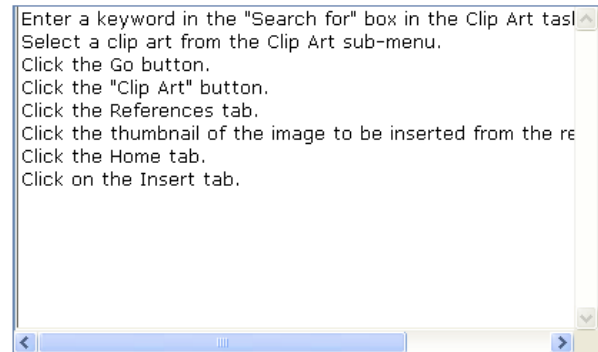 Enter a keyword in the "Search for" box in the Clip Art tas
Select a clip art from the Clip Art sub-menu.
Click the Go button.
Click the "Clip Art" button.
Click the References tab.
Click the thumbnail of the image to be inserted from the re
Click the Home tab.
Click on the Insert tab.